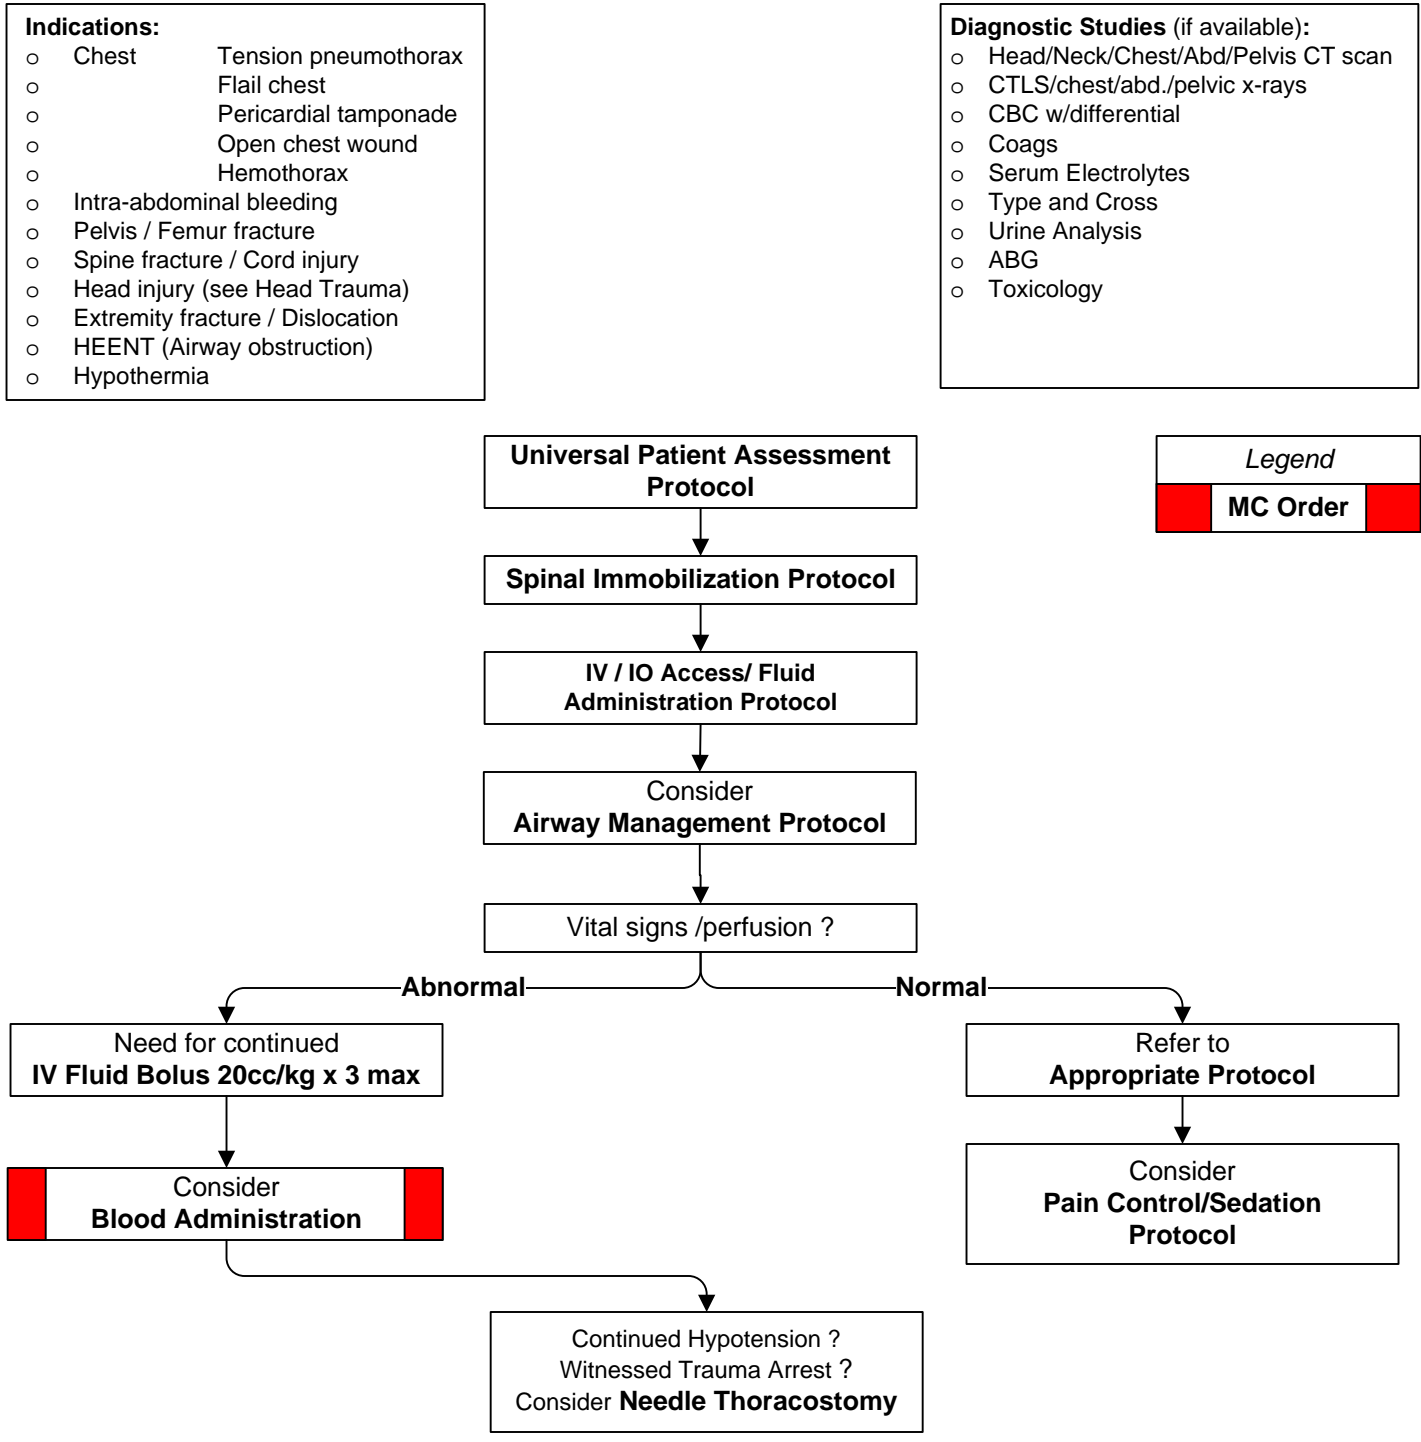 Indications:
o Chest Tension pneumothorax
o Flail chest
o Pericardial tamponade
o Open chest wound
o Hemothorax
o Intra-abdominal bleeding
o Pelvis / Femur fracture
o Spine fracture / Cord injury
o Head injury (see Head Trauma)
o Extremity fracture / Dislocation
o HEENT (Airway obstruction)
o Hypothermia
Diagnostic Studies (if available):
o Head/Neck/Chest/Abd/Pelvis CT scan
o CTLS/chest/abd./pelvic x-rays
o CBC w/differential
o Coags
o Serum Electrolytes
o Type and Cross
o Urine Analysis
o ABG
o Toxicology
Universal Patient Assessment
Protocol
Legend
MC Order
Spinal Immobilization Protocol
IV / IO Access/ Fluid
Administration Protocol
Consider
Airway Management Protocol
Vital signs /perfusion ?
Abnormal
Normal
Need for continued
IV Fluid Bolus 20cc/kg x 3 max
Refer to
Appropriate Protocol
Consider
Blood Administration
Consider
Pain Control/Sedation
Protocol
Continued Hypotension ?
Witnessed Trauma Arrest ?
Consider Needle Thoracostomy